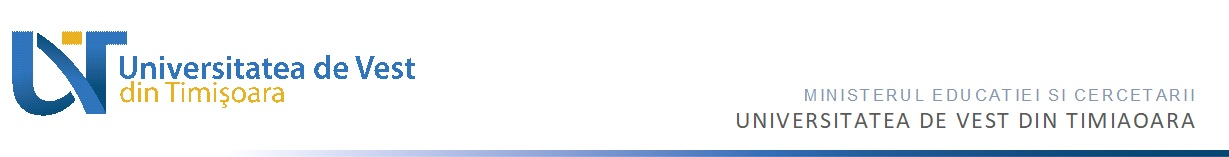 Universitatea de Vest
din Timişoara
MINISTERUL EDUCATIEI SI CERCETARII
UNIVERSITATEA DE VEST DIN TIMIAOARA